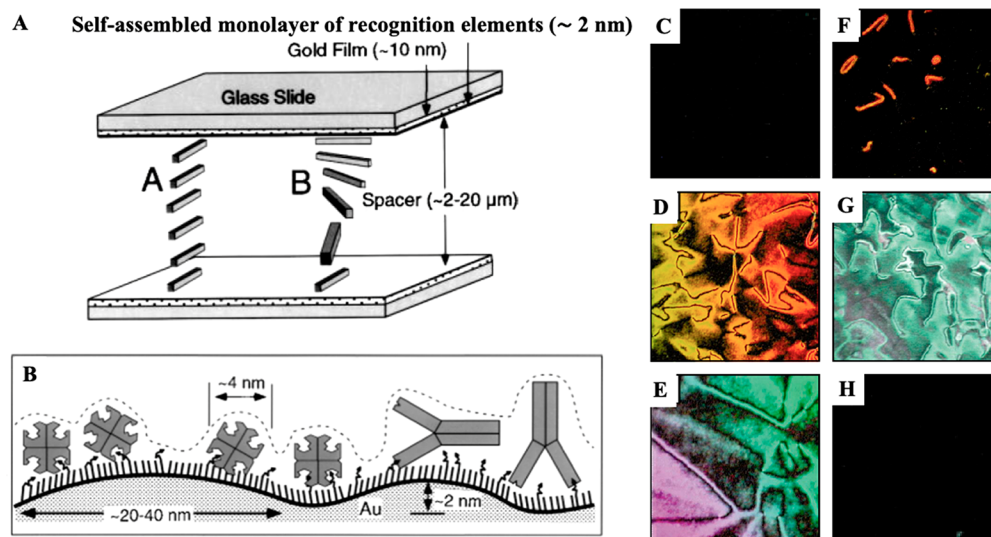 A
Self-assembled monolayer of recognition elements (~ 2 nm)
Gold Film (~10 nm)
Glass Slide
A
B
Spacer (~2-20 µm)
B
~4 nm
~20-40 nm
Au
~2 nm
C
F
D
G
E
H